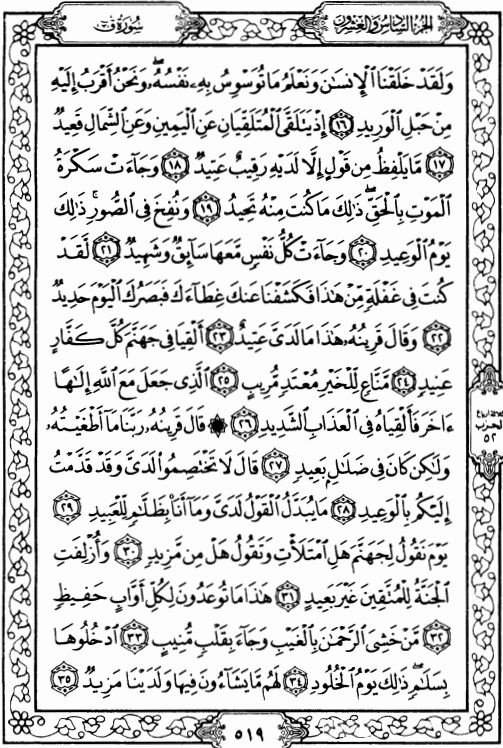 الجزء السادس والعشرون
سورة ق
وَلَقَدْ خَلَقْنَا ٱلْإِنسَٰنَ وَنَعْلَمُ مَا تُوَسْوِسُ بِهِۦ نَفْسُهُۥ ۖ وَنَحْنُ أَقْرَبُ إِلَيْهِ
مِنْ حَبْلِ ٱلْوَرِيدِ ١٦ إِذْ يَتَلَقَّى ٱلْمُتَلَقِّيَانِ عَنِ ٱلْيَمِينِ وَعَنِ ٱلشِّمَالِ قَعِيدٌ
١٧ مَّا يَلْفِظُ مِن قَوْلٍ إِلَّا لَدَيْهِ رَقِيبٌ عَتِيدٌ ١٨ وَجَآءَتْ سَكْرَةُ
ٱلْمَوْتِ بِٱلْحَقِّ ۖ ذَٰلِكَ مَا كُنتَ مِنْهُ تَحِيدُ ١٩ وَنُفِخَ فِى ٱلصُّورِ ۚ ذَٰلِكَ
يَوْمُ ٱلْوَعِيدِ ٢٠ وَجَآءَتْ كُلُّ نَفْسٍ مَّعَهَا سَآئِقٌ وَشَهِيدٌ ٢١ لَّقَدْ
كُنتَ فِى غَفْلَةٍ مِّنْ هَٰذَا فَكَشَفْنَا عَنكَ غِطَآءَكَ فَبَصَرُكَ ٱلْيَوْمَ حَدِيدٌ
٢٢ وَقَالَ قَرِينُهُۥ هَٰذَا مَا لَدَىَّ عَتِيدٌ ٢٣ أَلْقِيَا فِى جَهَنَّمَ كُلَّ كَفَّارٍ
عَنِيدٍ ٢٤ مَّنَّاعٍ لِّلْخَيْرِ مُعْتَدٍ مُّرِيبٍ ٢٥ ٱلَّذِى جَعَلَ مَعَ ٱللَّهِ إِلَٰهًا
ءَاخَرَ فَأَلْقِيَاهُ فِى ٱلْعَذَابِ ٱلشَّدِيدِ ٢٦ ۞ قَالَ قَرِينُهُۥ رَبَّنَا مَآ أَطْغَيْتُهُۥ
وَلَٰكِن كَانَ فِى ضَلَٰلٍۭ بَعِيدٍ ٢٧ قَالَ لَا تَخْتَصِمُوا۟ لَدَىَّ وَقَدْ قَدَّمْتُ
إِلَيْكُم بِٱلْوَعِيدِ ٢٨ مَا يُبَدَّلُ ٱلْقَوْلُ لَدَىَّ وَمَآ أَنَا۠ بِظَلَّٰمٍ لِّلْعَبِيدِ ٢٩
يَوْمَ نَقُولُ لِجَهَنَّمَ هَلِ ٱمْتَلَأْتِ وَتَقُولُ هَلْ مِن مَّزِيدٍ ٣٠ وَأُزْلِفَتِ
ٱلْجَنَّةُ لِلْمُتَّقِينَ غَيْرَ بَعِيدٍ ٣١ هَٰذَا مَا تُوعَدُونَ لِكُلِّ أَوَّابٍ حَفِيظٍ
٣٢ مَّنْ خَشِىَ ٱلرَّحْمَٰنَ بِٱلْغَيْبِ وَجَآءَ بِقَلْبٍ مُّنِيبٍ ٣٣ ٱدْخُلُوهَا
بِسَلَٰمٍ ۖ ذَٰلِكَ يَوْمُ ٱلْخُلُودِ ٣٤ لَهُم مَّا يَشَآءُونَ فِيهَا وَلَدَيْنَا مَزِيدٌ ٣٥
الحزب
٥٢
٥١٩